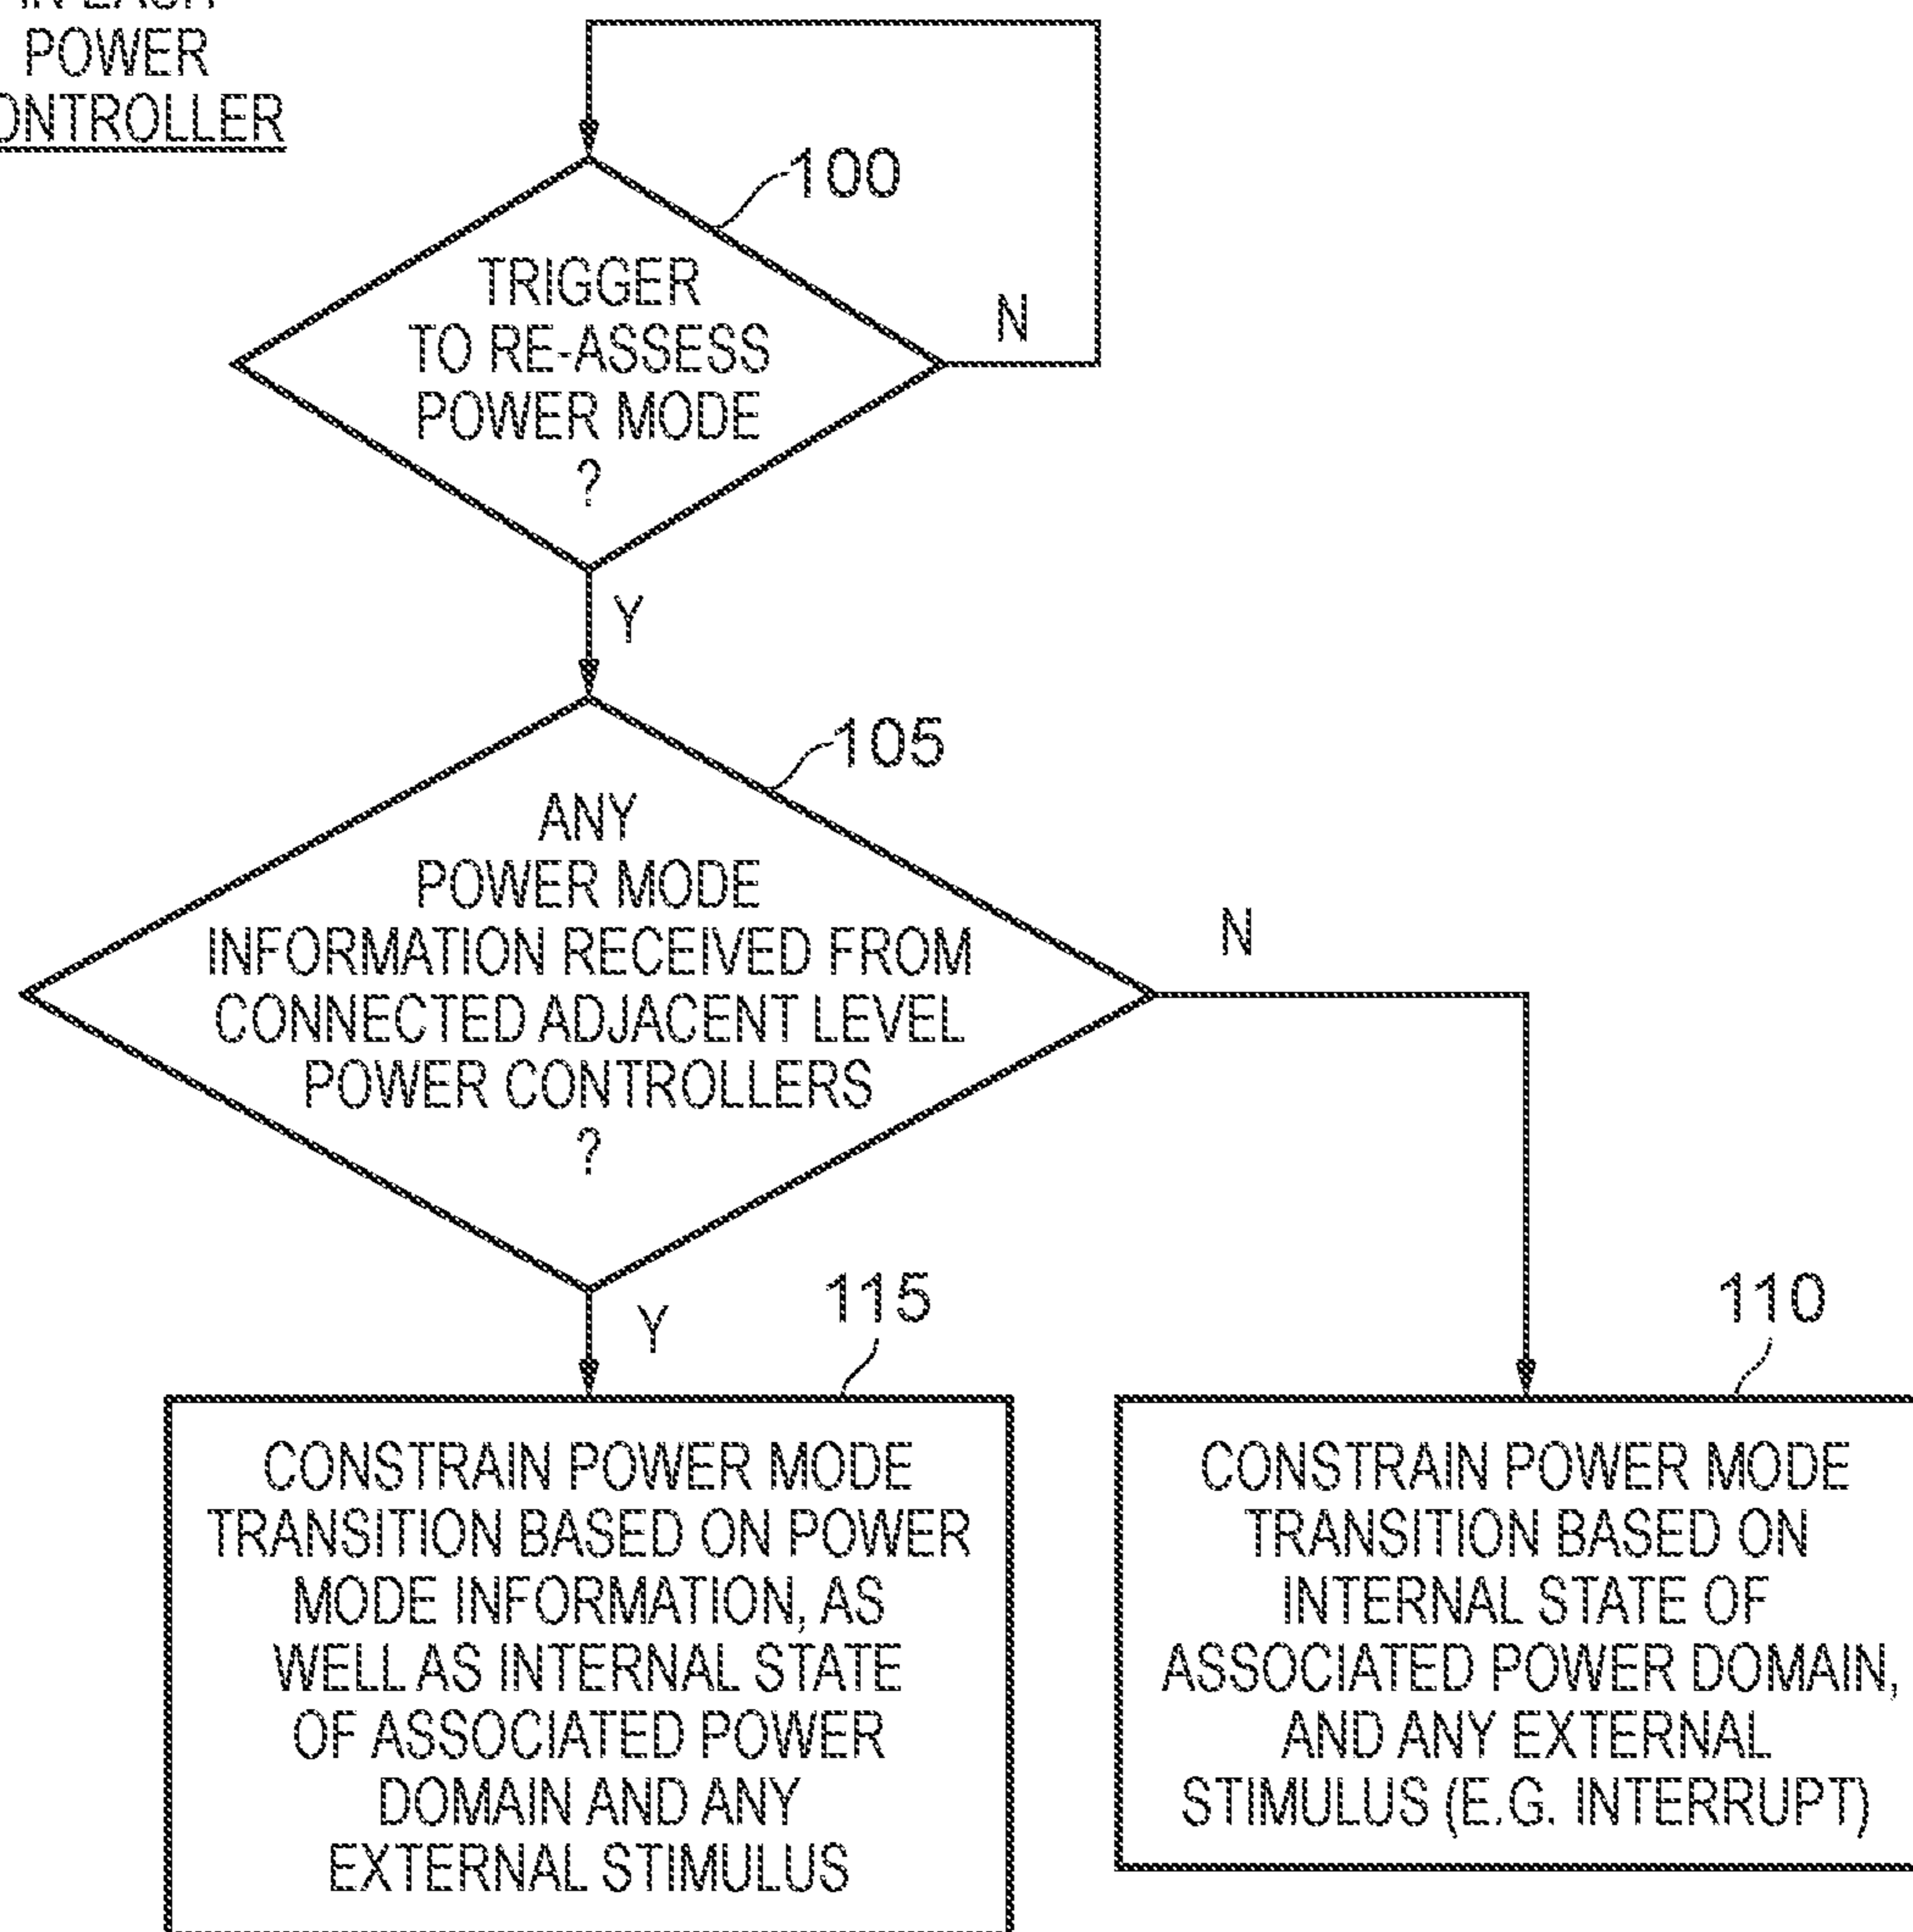 IN EACH
POWER
ONTROLLER
100
TRIGGER
TO RE-ASSESS
POWER MODE
?
N
Y
105
ANY
POWER MODE
INFORMATION RECEIVED FROM
CONNECTED ADJACENT LEVEL
POWER CONTROLLERS
?
N
Y
115
110
CONSTRAIN POWER MODE
TRANSITION BASED ON POWER
MODE INFORMATION, AS
WELL AS INTERNAL STATE
OF ASSOCIATED POWER
DOMAIN AND ANY
EXTERNAL STIMULUS
CONSTRAIN POWER MODE
TRANSITION BASED ON
INTERNAL STATE OF
ASSOCIATED POWER DOMAIN,
AND ANY EXTERNAL
STIMULUS (E.G. INTERRUPT)